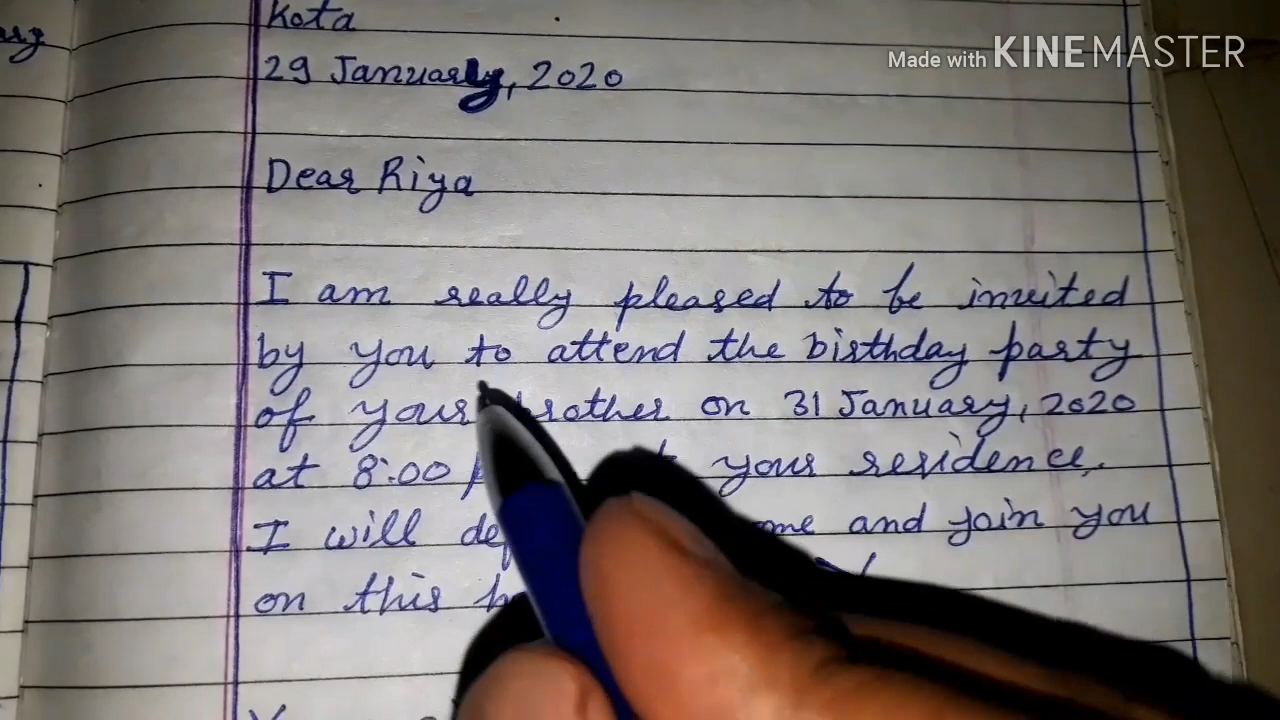 Kota
Made with KINEMASTER
29 January, 2020
Dear Riya
I am really pleased to be invited
by you to attend the birthday party
of your brother on 31 January, 2020
at 8:00 your residence.
I will and join you
on this